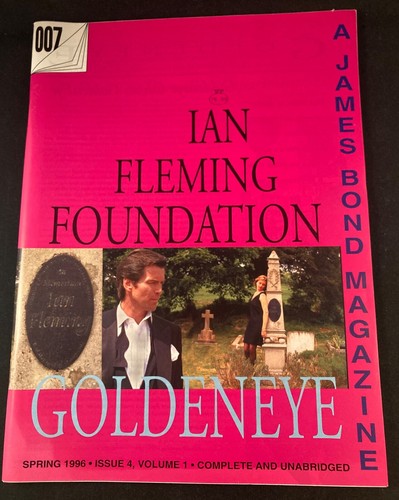 007
IAN
FLEMING
FOUNDATION
A JAMES BOND MAGAZINE
Ian
Fleming
GOLDENEYE
SPRING 1996 • ISSUE 4, VOLUME 1 • COMPLETE AND UNABRIDGED